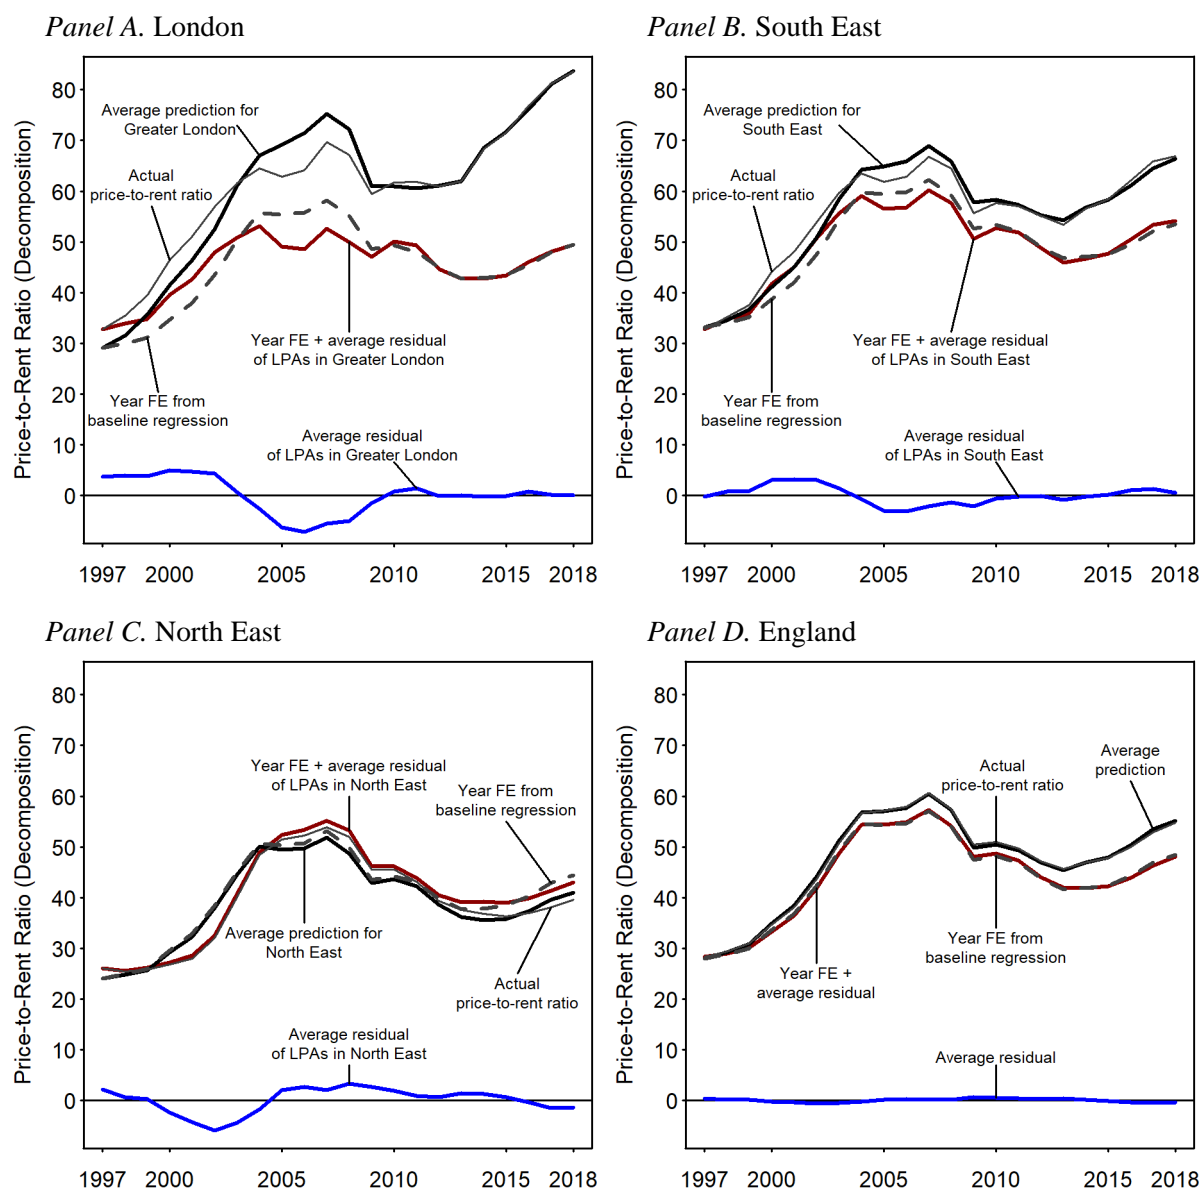 Panel A. London
Price-to-Rent Ratio (Decomposition)
80
70
60
50
40
30
20
10
0
Average prediction for
Greater London
Actual
price-to-rent ratio
Year FE + average residual
of LPAs in Greater London
Year FE from
baseline regression
Average residual
of LPAs in Greater London
1997 2000 2005 2010 2015 2018
Panel B. South East
Price-to-Rent Ratio (Decomposition)
80
70
60
50
40
30
20
10
0
Average prediction for
South East
Actual
price-to-rent ratio
Year FE + average residual
of LPAs in South East
Year FE from
baseline regression
Average residual
of LPAs in South East
1997 2000 2005 2010 2015 2018
Panel C. North East
Price-to-Rent Ratio (Decomposition)
80
70
60
50
40
30
20
10
0
Year FE + average residual
of LPAs in North East
Year FE from
baseline regression
Average prediction for
North East
Actual
price-to-rent ratio
Average residual
of LPAs in North East
1997 2000 2005 2010 2015 2018
Panel D. England
Price-to-Rent Ratio (Decomposition)
80
70
60
50
40
30
20
10
0
Average
prediction
Actual
price-to-rent ratio
Year FE from
baseline regression
Year FE +
average residual
Average residual
1997 2000 2005 2010 2015 2018